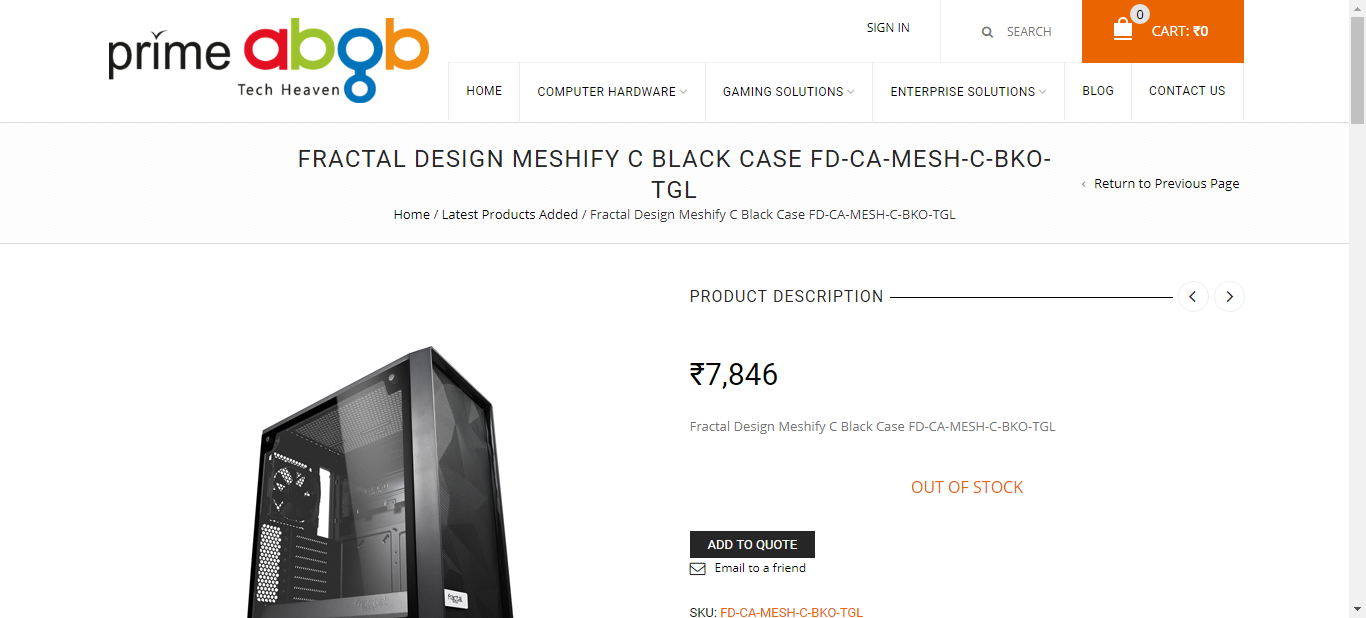 prime abgb
Tech Heaven
SIGN IN
SEARCH
0
CART: ₹0
HOME
COMPUTER HARDWARE
GAMING SOLUTIONS
ENTERPRISE SOLUTIONS
BLOG
CONTACT US
FRACTAL DESIGN MESHIFY C BLACK CASE FD-CA-MESH-C-BKO-
TGL
Home / Latest Products Added / Fractal Design Meshify C Black Case FD-CA-MESH-C-BKO-TGL
‹ Return to Previous Page
PRODUCT DESCRIPTION
₹7,846
Fractal Design Meshify C Black Case FD-CA-MESH-C-BKO-TGL
OUT OF STOCK
ADD TO QUOTE
Email to a friend
SKU: FD-CA-MESH-C-BKO-TGL
fractal